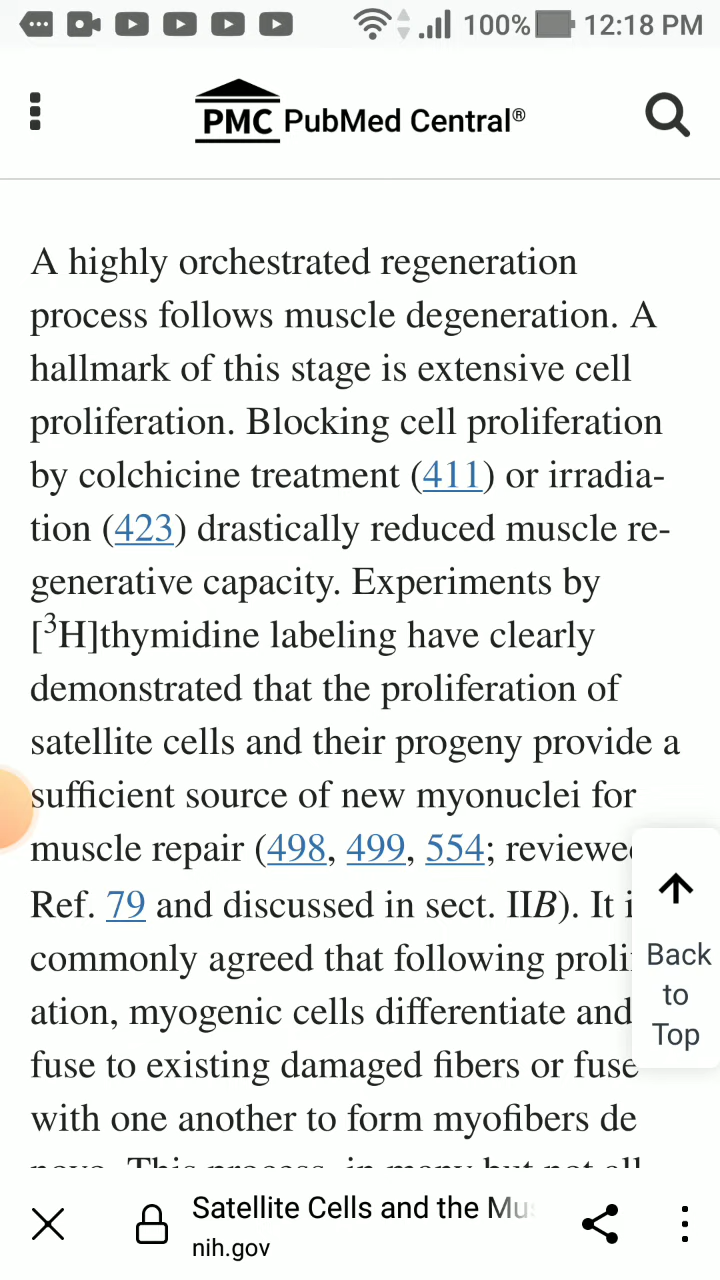 100% 12:18 PM
PMC PubMed Central®
A highly orchestrated regeneration
process follows muscle degeneration. A
hallmark of this stage is extensive cell
proliferation. Blocking cell proliferation
by colchicine treatment (411) or irradia-
tion (423) drastically reduced muscle re-
generative capacity. Experiments by
[³H]thymidine labeling have clearly
demonstrated that the proliferation of
satellite cells and their progeny provide a
sufficient source of new myonuclei for
muscle repair (498, 499, 554; reviewe
Ref. 79 and discussed in sect. IIB). It i
commonly agreed that following proli
ation, myogenic cells differentiate and
fuse to existing damaged fibers or fuse
with one another to form myofibers de
Back
to
Top
Satellite Cells and the Mus
nih.gov